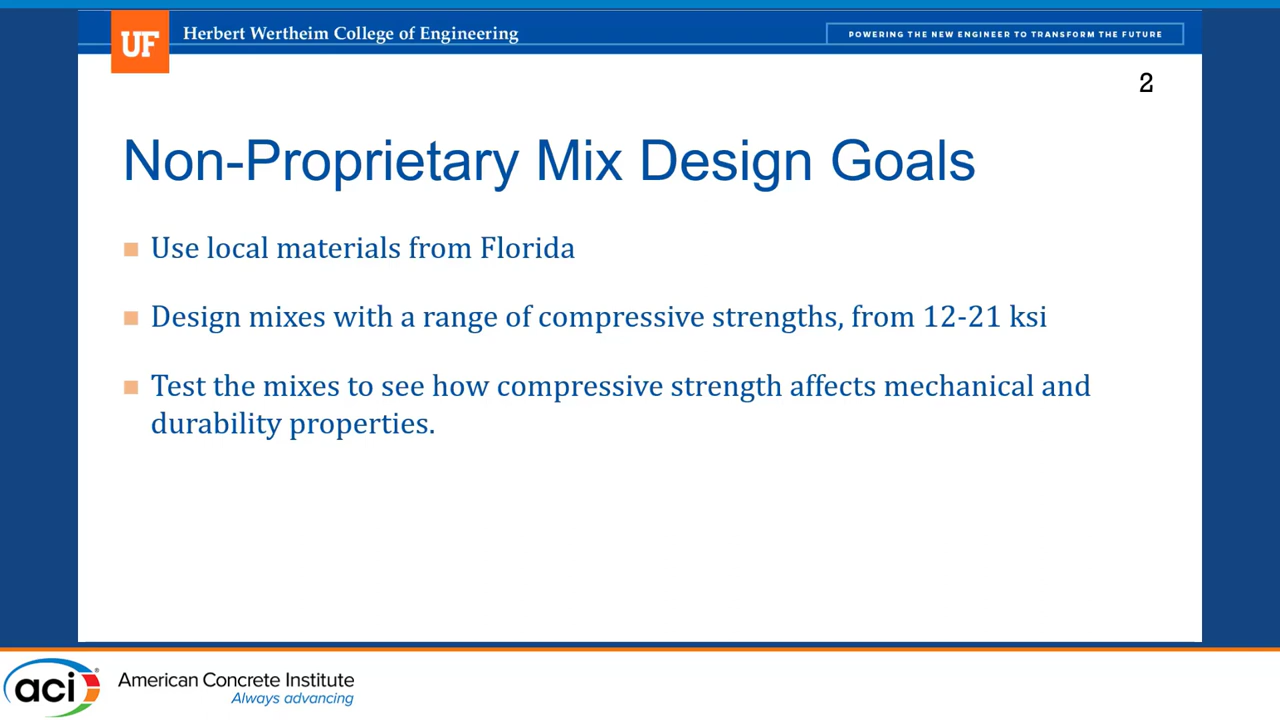 UF Herbert Wertheim College of Engineering
POWERING THE NEW ENGINEER TO TRANSFORM THE FUTURE
2
Non-Proprietary Mix Design Goals
Use local materials from Florida
Design mixes with a range of compressive strengths, from 12-21 ksi
Test the mixes to see how compressive strength affects mechanical and
durability properties.
aci®
American Concrete Institute
Always advancing